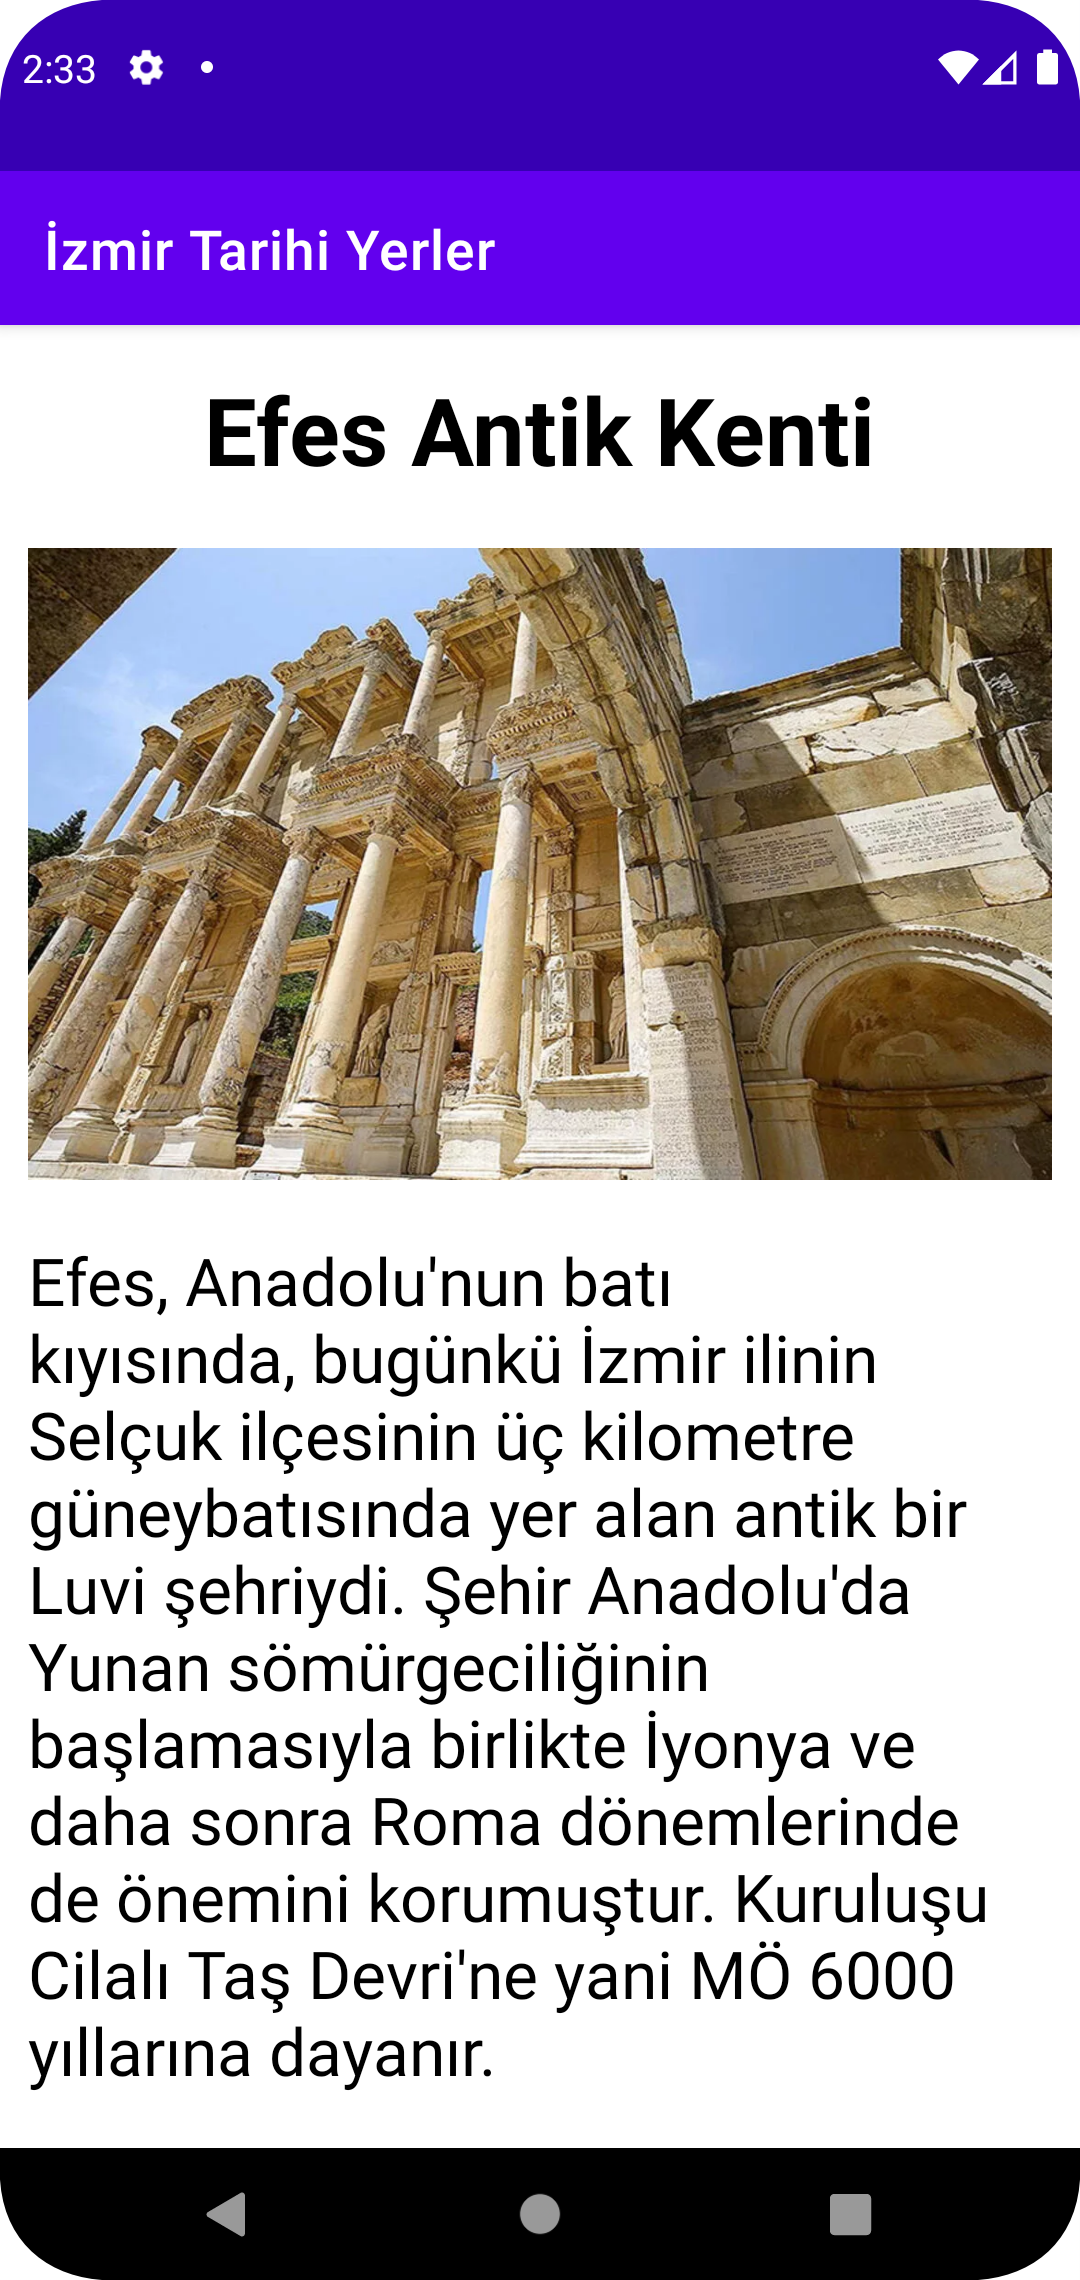 2:33
İzmir Tarihi Yerler
Efes Antik Kenti
Efes, Anadolu'nun batı
kıyısında, bugünkü İzmir ilinin
Selçuk ilçesinin üç kilometre
güneybatısında yer alan antik bir
Luvi şehriydi. Şehir Anadolu'da
Yunan sömürgeciliğinin
başlamasıyla birlikte İyonya ve
daha sonra Roma dönemlerinde
de önemini korumuştur. Kuruluşu
Cilalı Taş Devri'ne yani MÖ 6000
yıllarına dayanır.